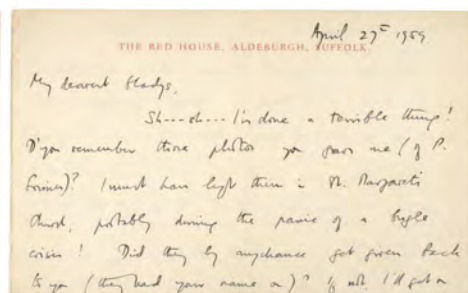 April 27th 1959.
THE RED HOUSE, ALDEBURGH, SUFFOLK.
My dearest Gladys,
Sh---sh--- I've done a terrible thing!
D'you remember those photos you gave me (of P.
Grimes)? I must have left them in St. Margaret's
Church, probably during the panic of a bugle
crisis! Did they by anychance get given back
to you (they had your name on)? If not, I'll get on